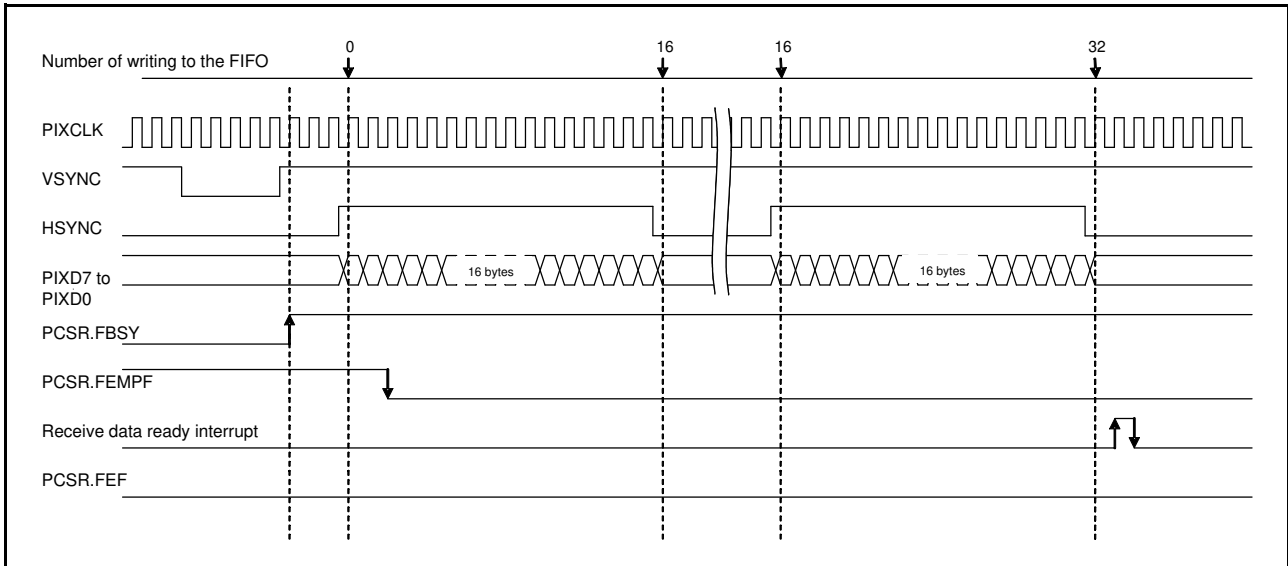 0 16 16 32
Number of writing to the FIFO
PIXCLK
VSYNC
HSYNC
PIXD7 to
PIXD0
16 bytes 16 bytes
PCSR.FBSY
PCSR.FEMPF
Receive data ready interrupt
PCSR.FEF